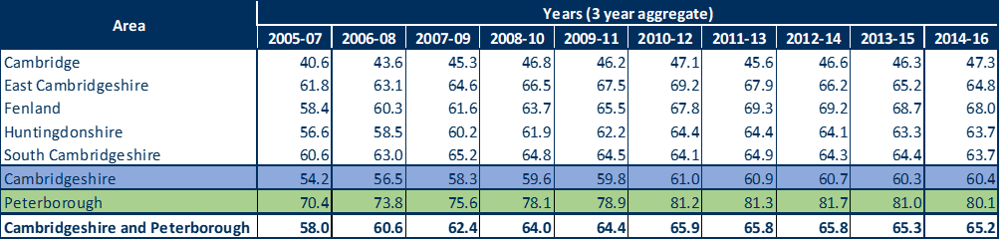 Area Years (3 year aggregate)
2005-07 2006-08 2007-09 2008-10 2009-11 2010-12 2011-13 2012-14 2013-15 2014-16
Cambridge 40.6 43.6 45.3 46.8 46.2 47.1 45.6 46.6 46.3 47.3
East Cambridgeshire 61.8 63.1 64.6 66.5 67.5 69.2 67.9 66.2 65.2 64.8
Fenland 58.4 60.3 61.6 63.7 65.5 67.8 69.3 69.2 68.7 68.0
Huntingdonshire 56.6 58.5 60.2 61.9 62.2 64.4 64.4 64.1 63.3 63.7
South Cambridgeshire 60.6 63.0 65.2 64.8 64.5 64.1 64.9 64.3 64.4 63.7
Cambridgeshire 54.2 56.5 58.3 59.6 59.8 61.0 60.9 60.7 60.3 60.4
Peterborough 70.4 73.8 75.6 78.1 78.9 81.2 81.3 81.7 81.0 80.1
Cambridgeshire and Peterborough 58.0 60.6 62.4 64.0 64.4 65.9 65.8 65.8 65.3 65.2